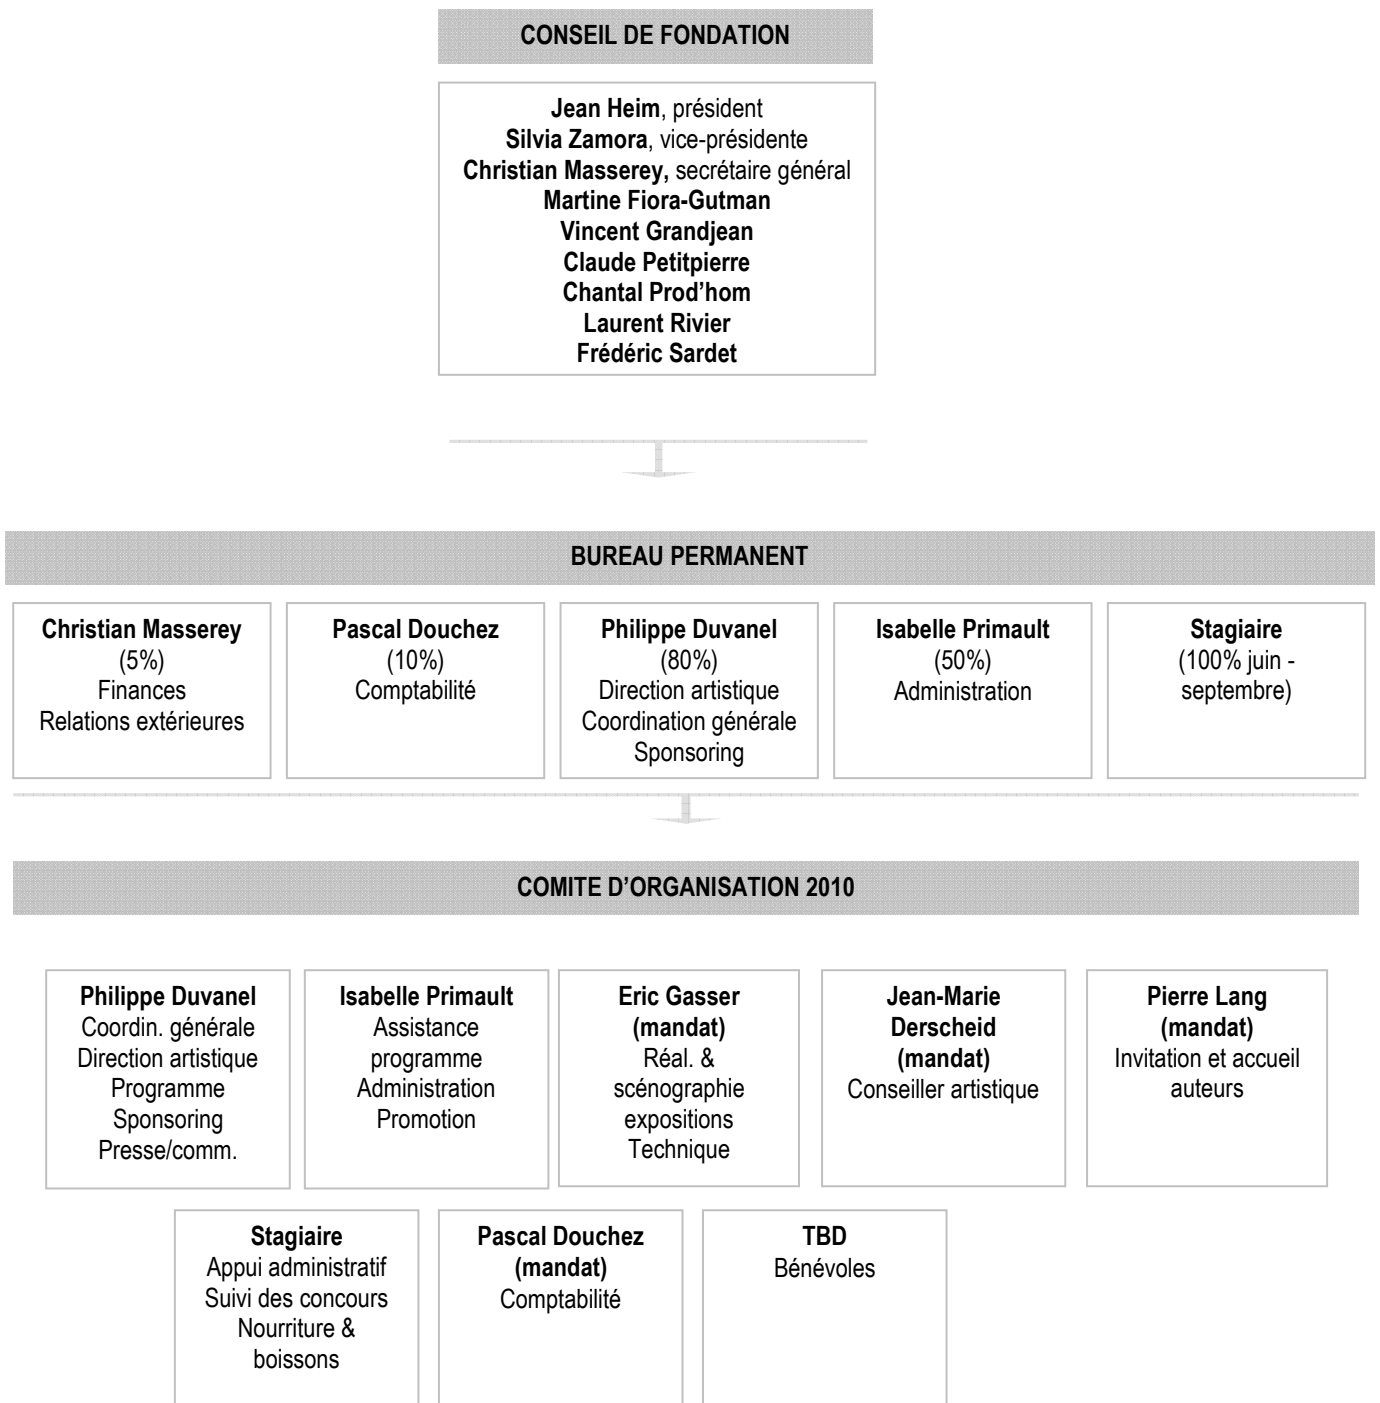 CONSEIL DE FONDATION
Jean Heim, président
Silvia Zamora, vice-présidente
Christian Masserey, secrétaire général
Martine Fiora-Gutman
Vincent Grandjean
Claude Petitpierre
Chantal Prod'hom
Laurent Rivier
Frédéric Sardet
BUREAU PERMANENT
Christian Masserey
(5%)
Finances
Relations extérieures
Pascal Douchez
(10%)
Comptabilité
Philippe Duvanel
(80%)
Direction artistique
Coordination générale
Sponsoring
Isabelle Primault
(50%)
Administration
Stagiaire
(100% juin -
septembre)
COMITE D'ORGANISATION 2010
Philippe Duvanel
Coordin. générale
Direction artistique
Programme
Sponsoring
Presse/comm.
Isabelle Primault
Assistance
programme
Administration
Promotion
Eric Gasser
(mandat)
Réal. &
scénographie
expositions
Technique
Jean-Marie
Derscheid
(mandat)
Conseiller artistique
Pierre Lang
(mandat)
Invitation et accueil
auteurs
Stagiaire
Appui administratif
Suivi des concours
Nourriture &
boissons
Pascal Douchez
(mandat)
Comptabilité
TBD
Bénévoles